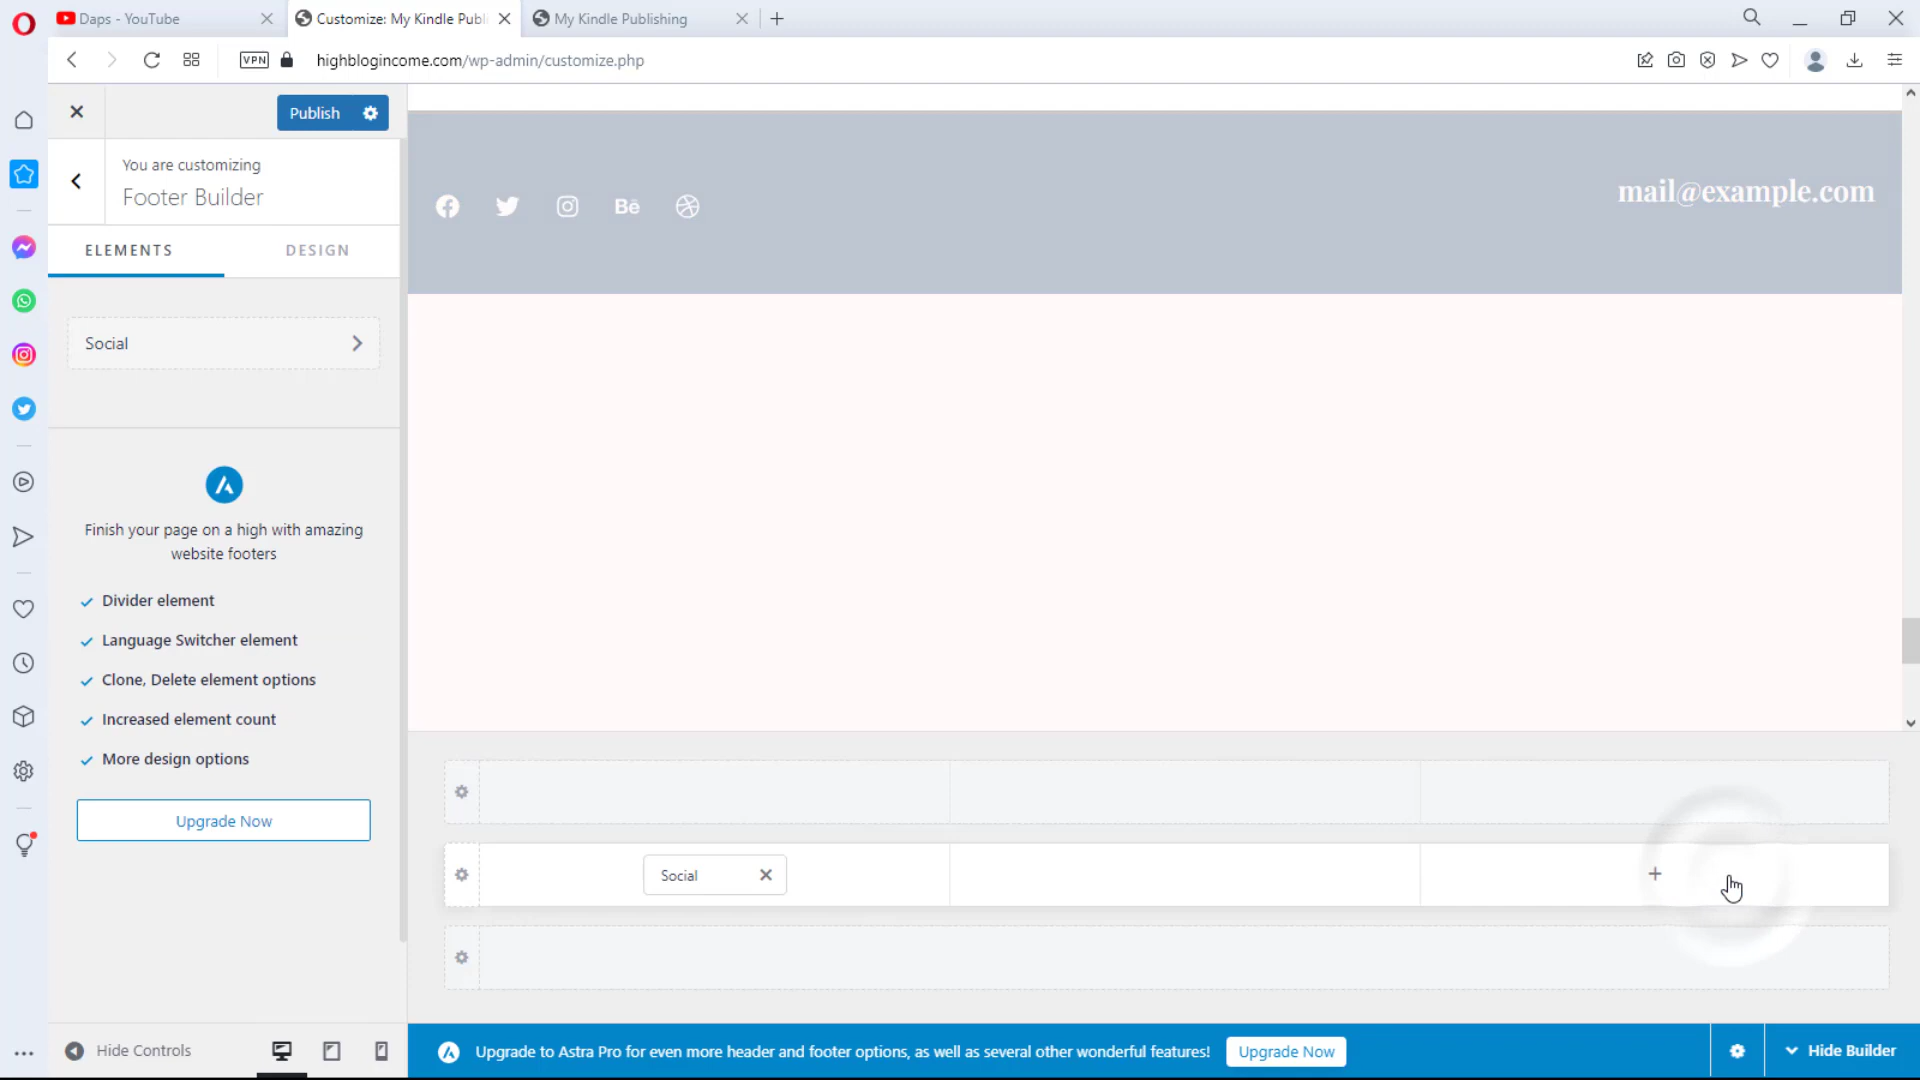 Daps - YouTube
Customize: My Kindle Publi
My Kindle Publishing
VPN
highblogincome.com/wp-admin/customize.php
Publish
You are customizing
Footer Builder
ELEMENTS
DESIGN
Social
Finish your page on a high with amazing
website footers
Divider element
Language Switcher element
Clone, Delete element options
Increased element count
More design options
Upgrade Now
Hide Controls
Bē
mail@example.com
Social
Upgrade to Astra Pro for even more header and footer options, as well as several other wonderful features!
Upgrade Now
Hide Builder